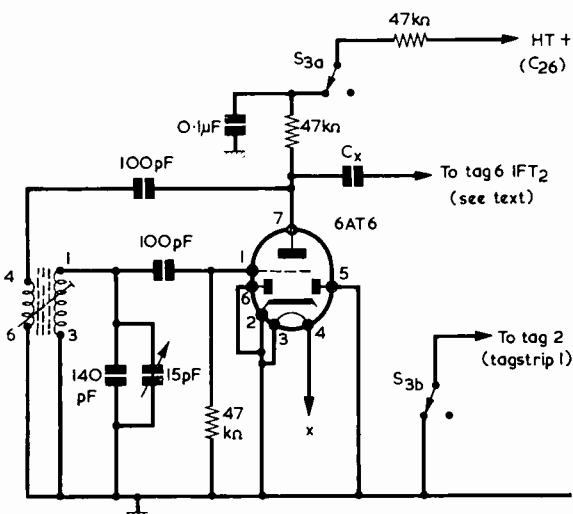 47kΩ
HT +
(C26)
S3a
0·1µF
47kΩ
100pF
Cx
To tag 6 IFT2
(see text)
7
6AT6
100pF
1
1
5
6
4
2
3
4
6
3
140
pF
15pF
47
kΩ
x
To tag 2
(tagstrip 1)
S3b